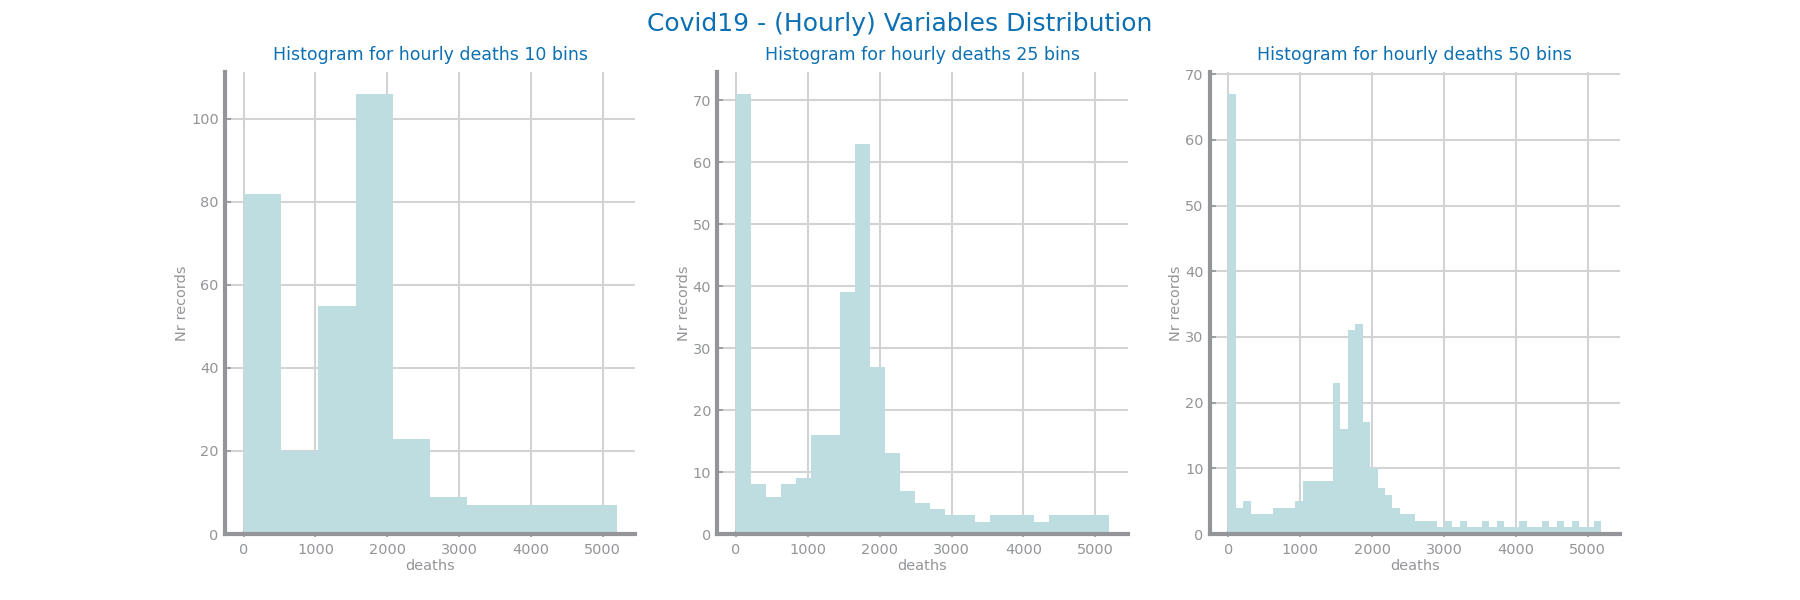 Covid19 - (Hourly) Variables Distribution
Histogram for hourly deaths 10 bins
Nr records
100
80
60
40
20
0
0 1000 2000 3000 4000 5000
deaths
Histogram for hourly deaths 25 bins
Nr records
70
60
50
40
30
20
10
0
0 1000 2000 3000 4000 5000
deaths
Histogram for hourly deaths 50 bins
Nr records
70
60
50
40
30
20
10
0
0 1000 2000 3000 4000 5000
deaths